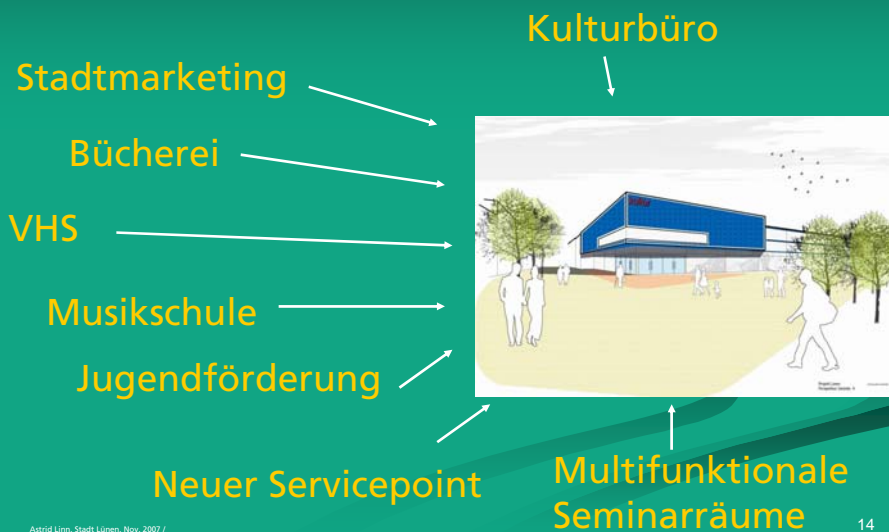 Kulturbüro
Stadtmarketing
Bücherei
VHS
Musikschule
Jugendförderung
Neuer Servicepoint
Multifunktionale
Seminarräume
Astrid Linn, Stadt Lünen, Nov. 2007 /
14